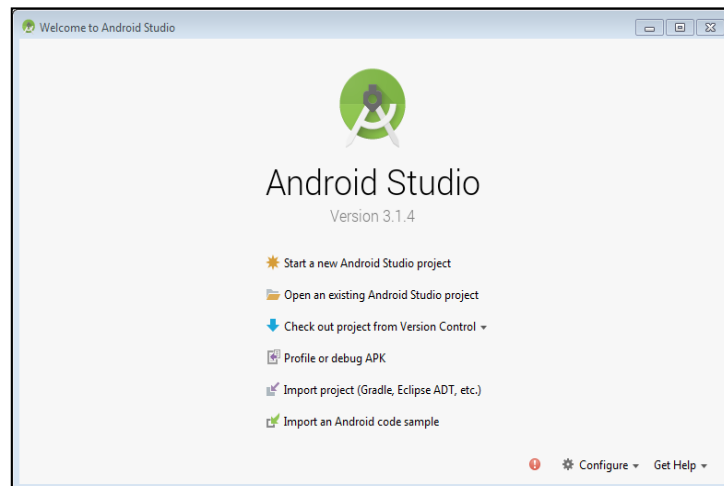 Welcome to Android Studio
Android Studio
Version 3.1.4
Start a new Android Studio project
Open an existing Android Studio project
Check out project from Version Control
Profile or debug APK
Import project (Gradle, Eclipse ADT, etc.)
Import an Android code sample
Configure Get Help